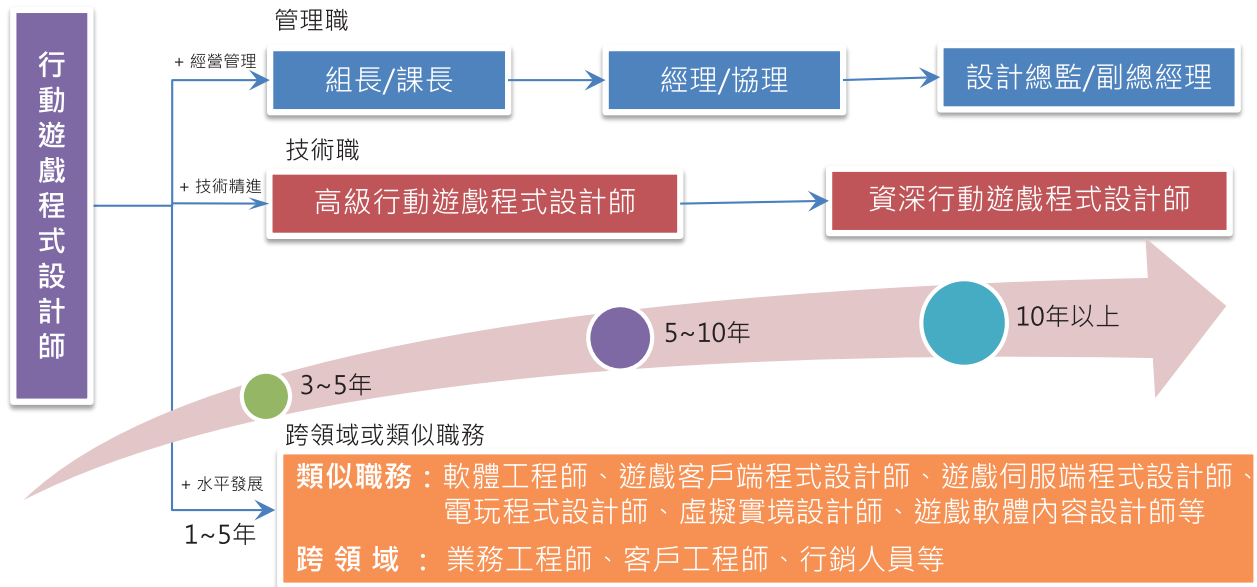 行動遊戲程式設計師
管理職
+ 經營管理
組長/課長
經理/協理
設計總監/副總經理
技術職
+ 技術精進
高級行動遊戲程式設計師
資深行動遊戲程式設計師
10年以上
5~10年
3~5年
跨領域或類似職務
+ 水平發展
1~5年
類似職務：軟體工程師、遊戲客戶端程式設計師、遊戲伺服端程式設計師、
電玩程式設計師、虛擬實境設計師、遊戲軟體內容設計師等
跨 領 域 ： 業務工程師、客戶工程師、行銷人員等